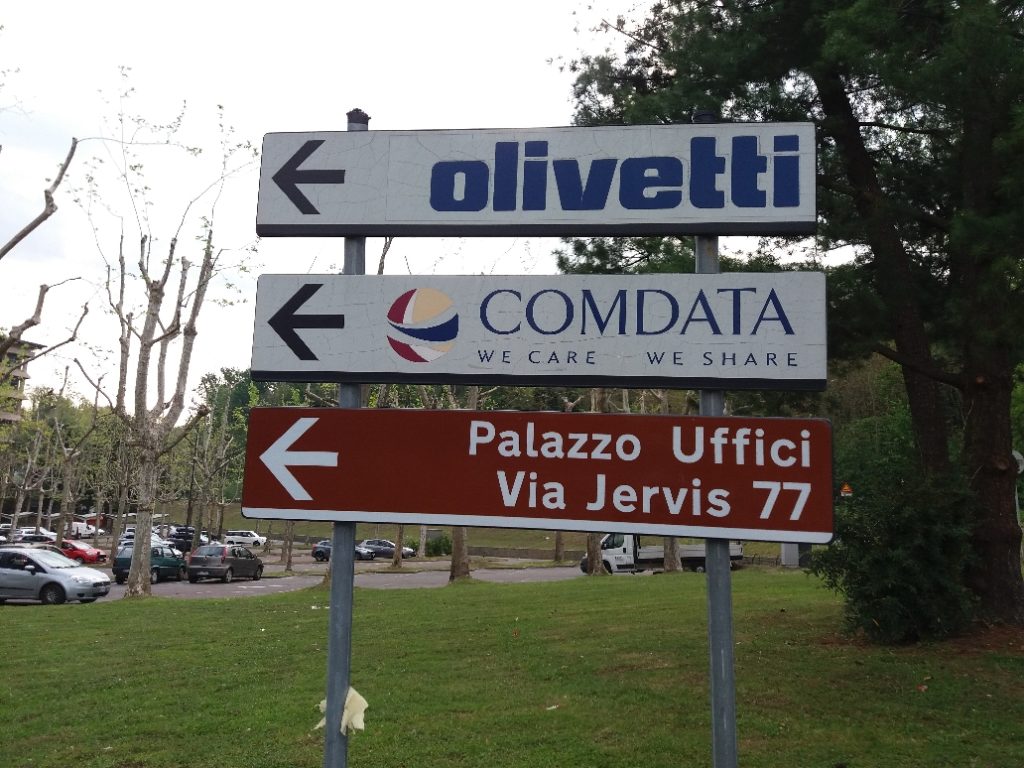 olivetti
COMDATA
WE CARE WE SHARE
Palazzo Uffici
Via Jervis 77